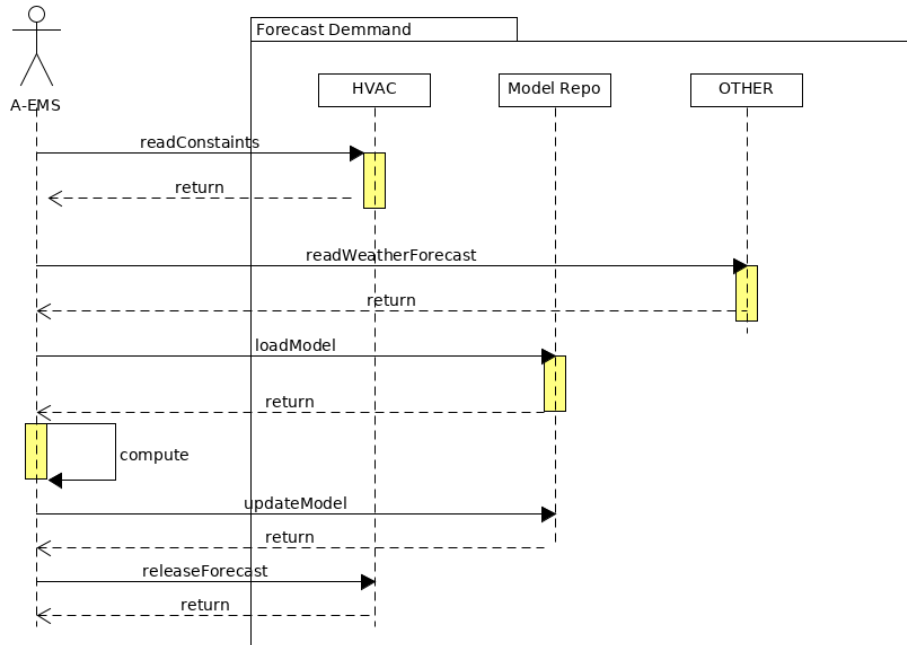 Forecast Demmand
HVAC
Model Repo
OTHER
A-EMS
readConstaints
return
readWeatherForecast
return
loadModel
return
compute
updateModel
return
releaseForecast
return